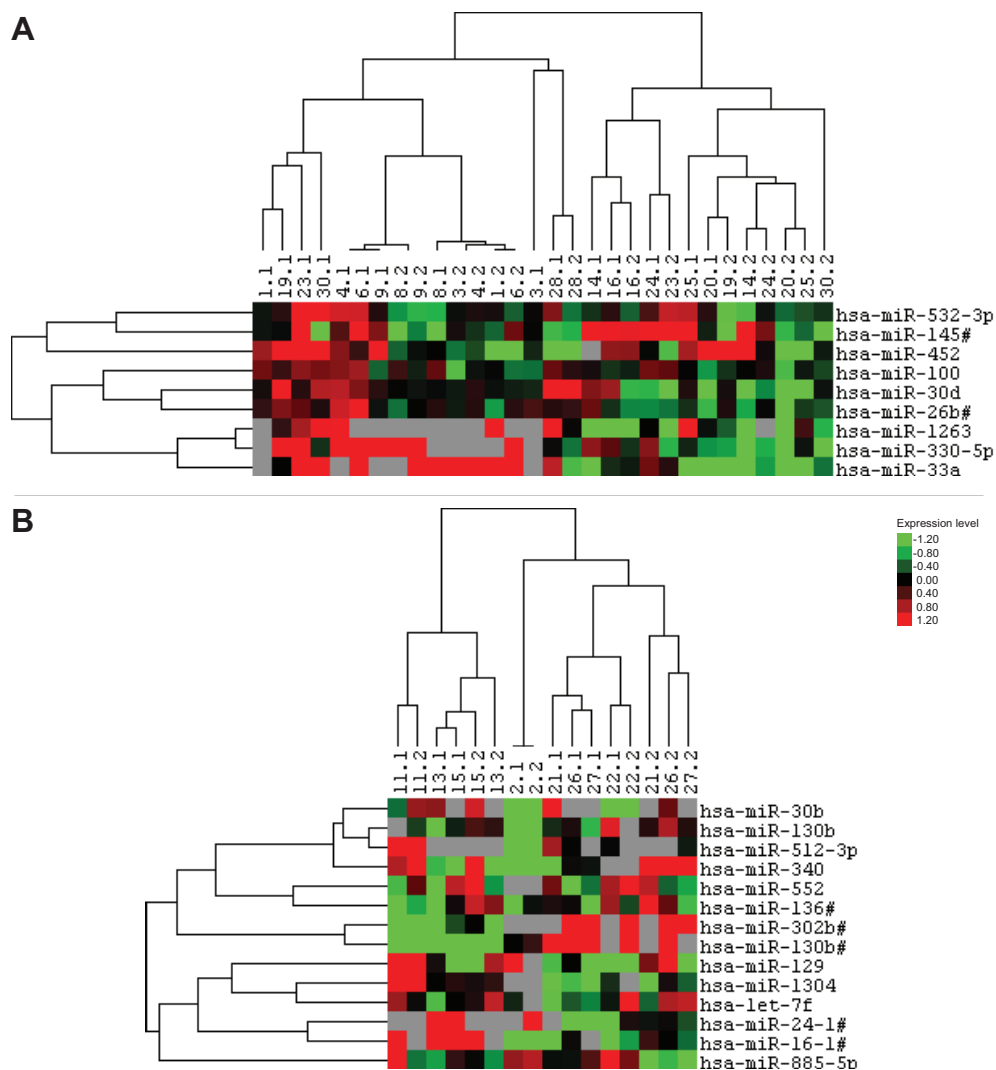 A
1.1 19.1 23.1 30.1 4.1 6.1 9.1 8.2 9.2 8.1 3.2 4.2 1.2 6.2 3.1 28.1 28.2 14.1 16.1 16.2 24.1 23.2 25.1 20.1 19.2 14.2 24.2 20.2 25.2 30.2
hsa-miR-532-3p
hsa-miR-145#
hsa-miR-452
hsa-miR-100
hsa-miR-30d
hsa-miR-26b#
hsa-miR-1263
hsa-miR-330-5p
hsa-miR-33a
B
Expression level
-1.20
-0.80
-0.40
0.00
0.40
0.80
1.20
11.1 11.2 13.1 15.1 15.2 13.2 2.1 2.2 21.1 26.1 27.1 22.1 22.2 21.2 26.2 27.2
hsa-miR-30b
hsa-miR-130b
hsa-miR-512-3p
hsa-miR-340
hsa-miR-552
hsa-miR-136#
hsa-miR-302b#
hsa-miR-130b#
hsa-miR-129
hsa-miR-1304
hsa-let-7f
hsa-miR-24-1#
hsa-miR-16-1#
hsa-miR-885-5p